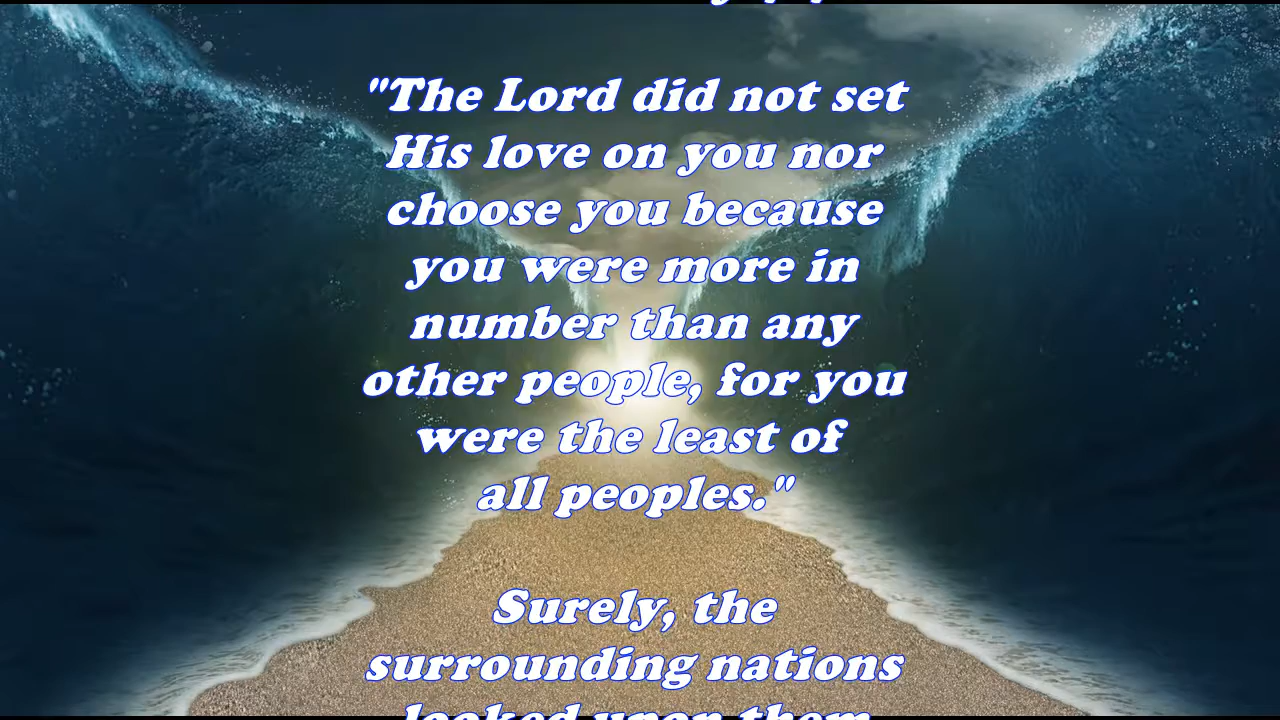 "The Lord did not set
His love on you nor
choose you because
you were more in
number than any
other people, for you
were the least of
all peoples."
Surely, the
surrounding nations
looked upon them